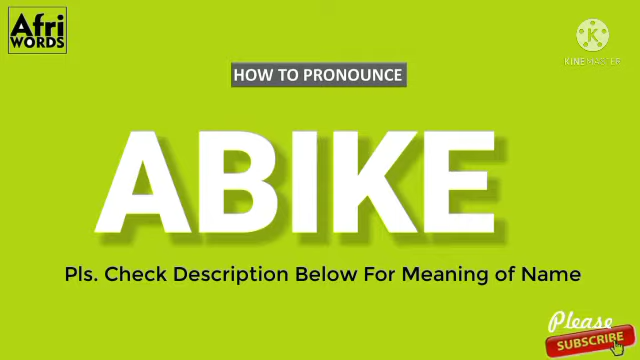 Afri
WORDS
KINEMASTER
HOW TO PRONOUNCE
ABIKE
Pls. Check Description Below For Meaning of Name
Please
SUBSCRIBE